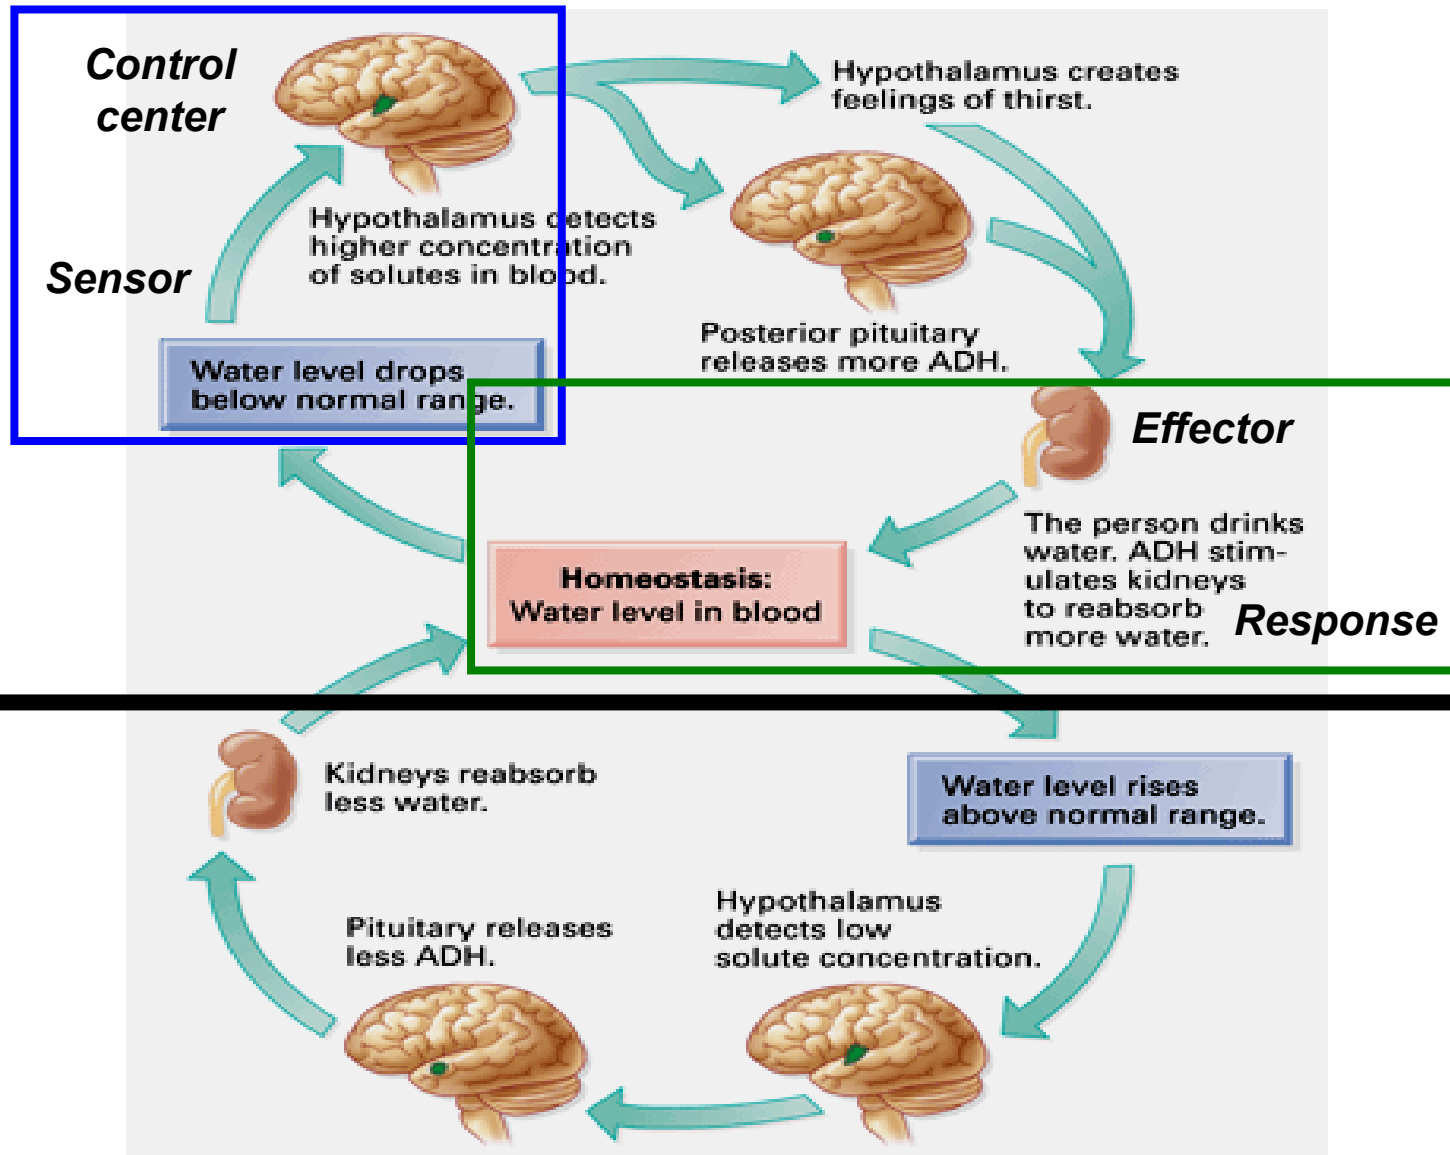 Control
center
Hypothalamus detects
higher concentration
of solutes in blood.
Sensor
Water level drops
below normal range.
Hypothalamus creates
feelings of thirst.
Posterior pituitary
releases more ADH.
Effector
The person drinks
water. ADH stim-
ulates kidneys
to reabsorb
more water.
Response
Homeostasis:
Water level in blood
Water level rises
above normal range.
Hypothalamus
detects low
solute concentration.
Pituitary releases
less ADH.
Kidneys reabsorb
less water.